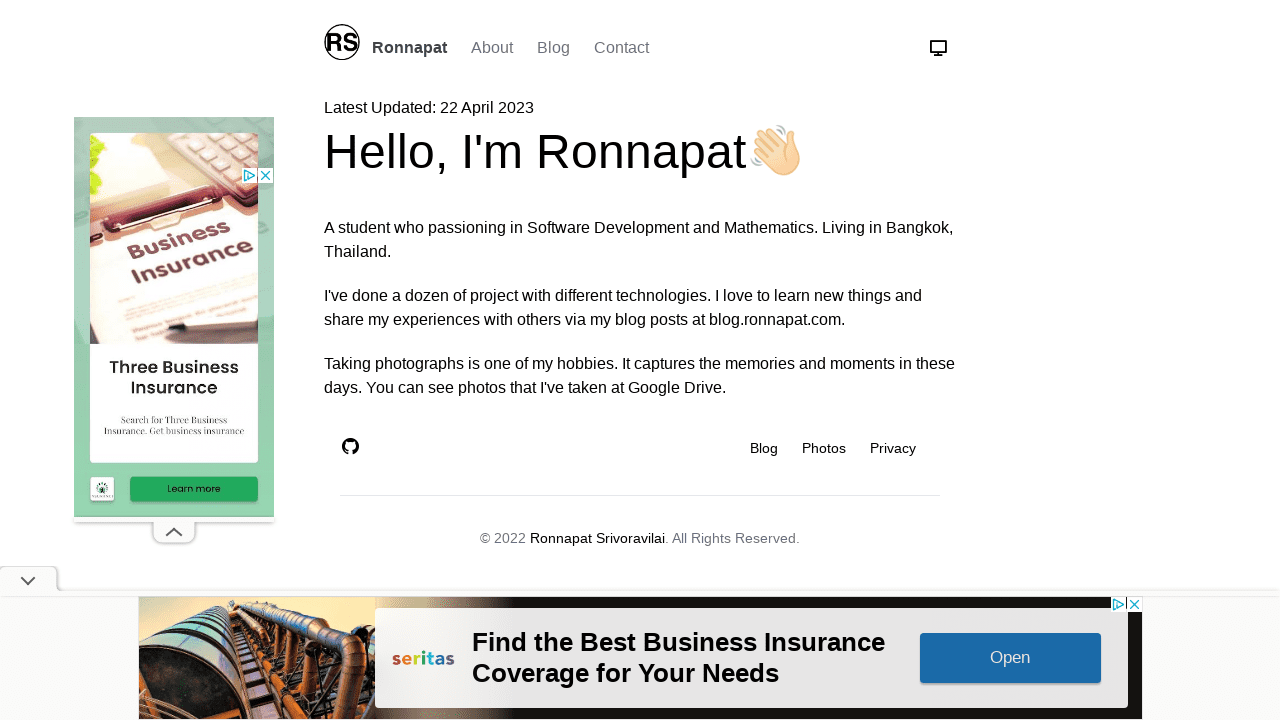 RS Ronnapat About Blog Contact
Latest Updated: 22 April 2023
Hello, I'm Ronnapat👋🏻
A student who passioning in Software Development and Mathematics. Living in Bangkok,
Thailand.
I've done a dozen of project with different technologies. I love to learn new things and
share my experiences with others via my blog posts at blog.ronnapat.com.
Taking photographs is one of my hobbies. It captures the memories and moments in these
days. You can see photos that I've taken at Google Drive.
Blog Photos Privacy
© 2022 Ronnapat Srivoravilai. All Rights Reserved.
Business
Insurance
Three Business
Insurance
Search for Three Business
Insurance. Get business insurance
Learn more
seritas
Find the Best Business Insurance
Coverage for Your Needs
Open